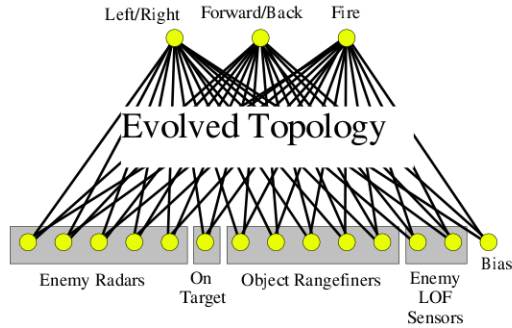 Left/Right Forward/Back Fire
Evolved Topology
Enemy Radars
On
Target
Object Rangefiners
Enemy
LOF
Sensors
Bias